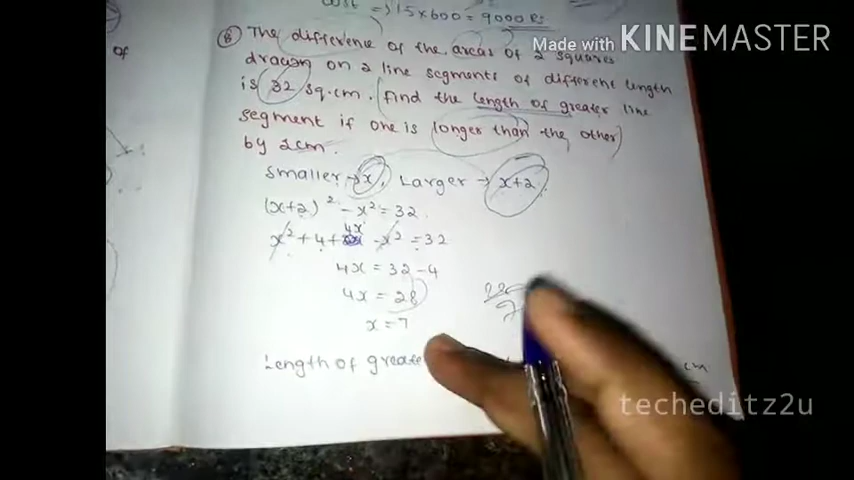 cost => 15x600 = 9000 Rs
Made with KINEMASTER
of
⑧ The difference of the areas of 2 squares
drawn on 2 line segments of different length
is 32 sq.cm. find the length of greater line
segment if one is longer than the other
by 2cm.
Smaller → x, Larger → x+2
(x+2)² - x² = 32
x² + 4 + 4x - x² = 32
4x = 32 - 4
4x = 28
x = 7
Length of greate
cm
techeditz2u